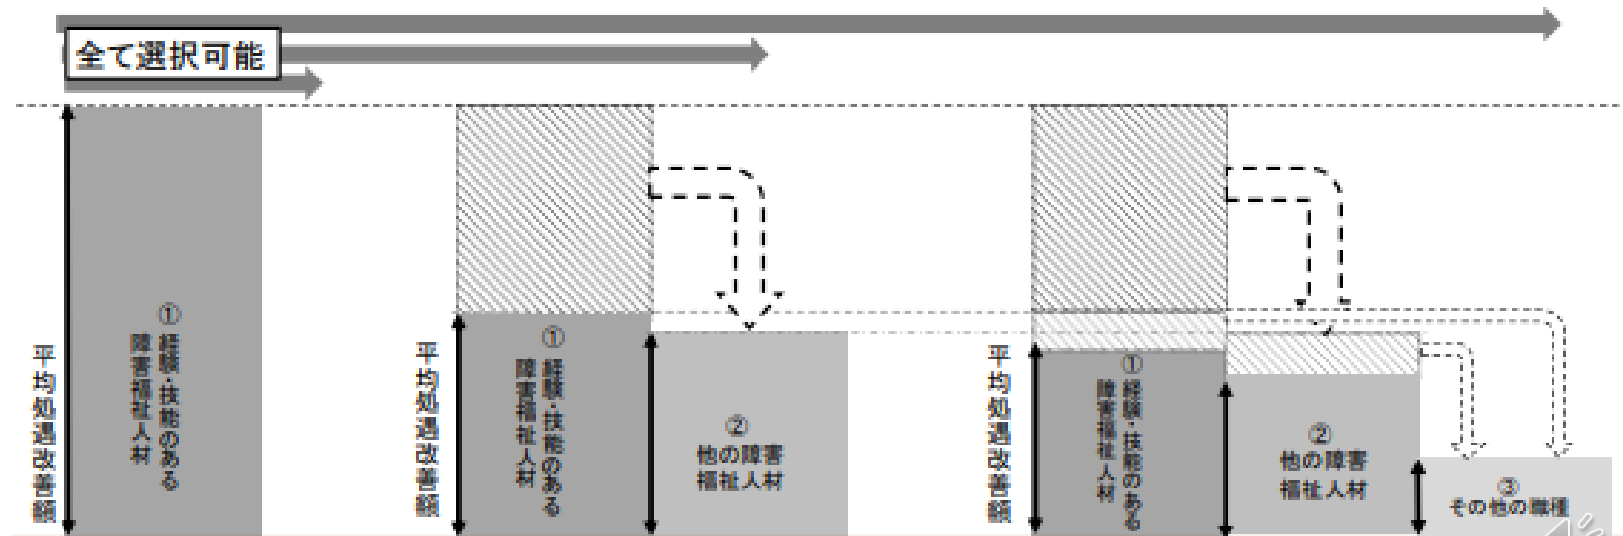 全て選択可能
平均処遇改善額
①経験・技能のある
障害福祉人材
平均処遇改善額
①経験・技能のある
障害福祉人材
②
他の障害
福祉人材
平均処遇改善額
①経験・技能のある
障害福祉人材
②
他の障害
福祉人材
③
その他の職種